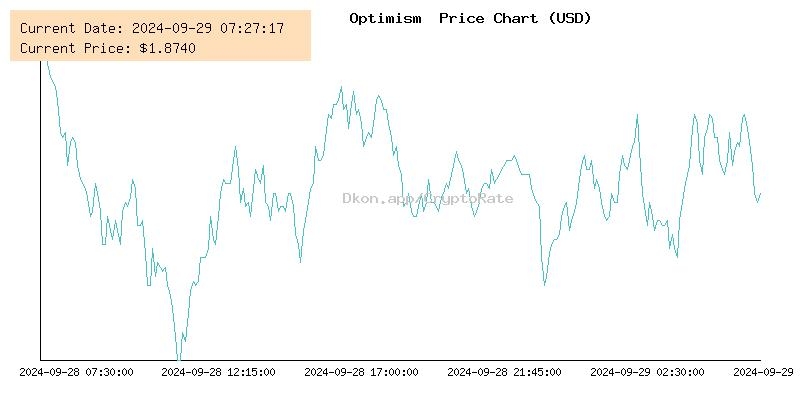 Optimism  Price Chart (USD)
Current Date: 2024-09-29 07:27:17
Current Price: $1.8740
Dkon.app/CryptoRate
2024-09-28 07:30:00 2024-09-28 12:15:00 2024-09-28 17:00:00 2024-09-28 21:45:00 2024-09-29 02:30:00 2024-09-29